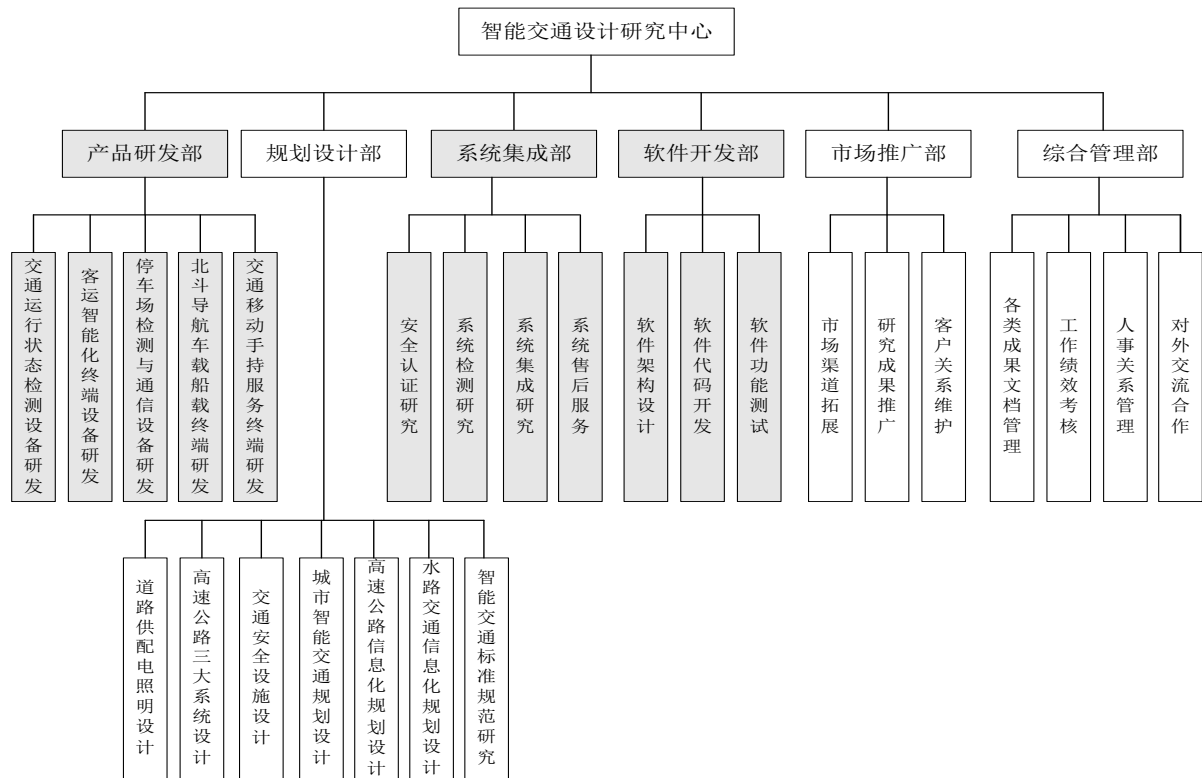 智能交通设计研究中心
产品研发部
规划设计部
系统集成部
软件开发部
市场推广部
综合管理部
交通运行状态检测设备研发
客运智能化终端设备研发
停车场检测与通信设备研发
北斗导航车载船载终端研发
交通移动手持服务终端研发
安全认证研究
系统检测研究
系统集成研究
系统售后服务
软件架构设计
软件代码开发
软件功能测试
市场渠道拓展
研究成果推广
客户关系维护
各类成果文档管理
工作绩效考核
人事关系管理
对外交流合作
道路供配电照明设计
高速公路三大系统设计
交通安全设施设计
城市智能交通规划设计
高速公路信息化规划设计
水路交通信息化规划设计
智能交通标准规范研究